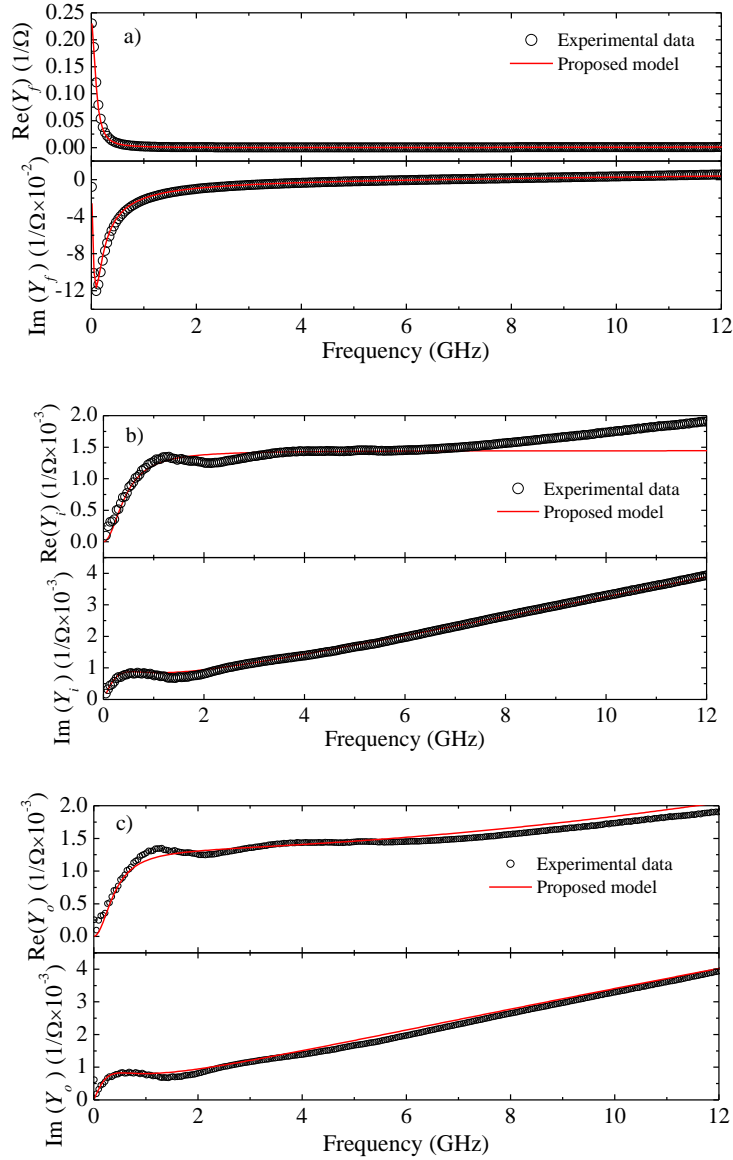 a)
Experimental data
Proposed model
Re(Y_f) (1/Ω)
0.25
0.20
0.15
0.10
0.05
0.00
Im (Y_f) (1/Ω×10^-2)
0
-4
-8
-12
0 2 4 6 8 10 12
Frequency (GHz)
b)
Experimental data
Proposed model
Re(Y_i) (1/Ω×10^-3)
2.0
1.5
1.0
0.5
0.0
Im (Y_i) (1/Ω×10^-3)
4
3
2
1
0
0 2 4 6 8 10 12
Frequency (GHz)
c)
Experimental data
Proposed model
Re(Y_o) (1/Ω×10^-3)
2.0
1.5
1.0
0.5
0.0
Im (Y_o) (1/Ω×10^-3)
4
3
2
1
0
0 2 4 6 8 10 12
Frequency (GHz)